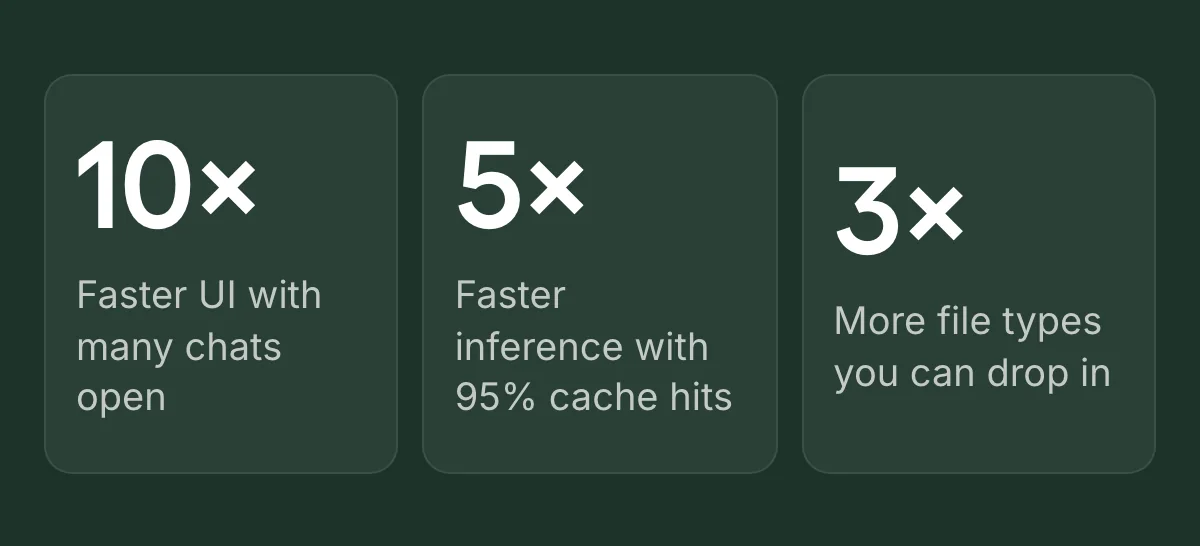 10×
Faster UI with
many chats
open
5×
Faster
inference with
95% cache hits
3×
More file types
you can drop in